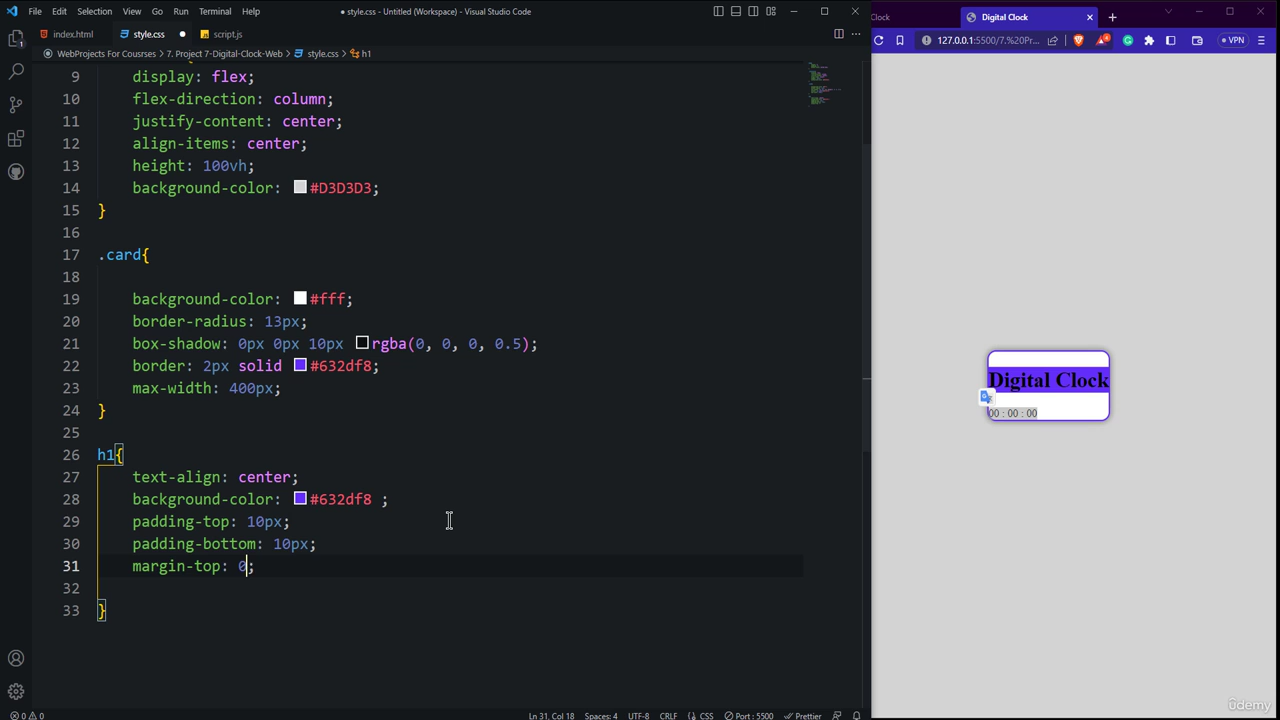 File Edit Selection View Go Run Terminal Help
● style.css - Untitled (Workspace) - Visual Studio Code
index.html
style.css
script.js
WebProjects For Coursses > 7. Project 7-Digital-Clock-Web > style.css > h1
9 display: flex;
10 flex-direction: column;
11 justify-content: center;
12 align-items: center;
13 height: 100vh;
14 background-color: #D3D3D3;
15 }
16
17 .card{
18
19 background-color: #fff;
20 border-radius: 13px;
21 box-shadow: 0px 0px 10px rgba(0, 0, 0, 0.5);
22 border: 2px solid #632df8;
23 max-width: 400px;
24 }
25
26 h1{
27 text-align: center;
28 background-color: #632df8 ;
29 padding-top: 10px;
30 padding-bottom: 10px;
31 margin-top: 0;
32
33 }
0 0
Ln 31, Col 18 Spaces: 4 UTF-8 CRLF {} CSS Port : 5500 Prettier
Clock
Digital Clock
127.0.0.1:5500/7.%20Pr...
VPN
Digital Clock
00 : 00 : 00
ûdemy